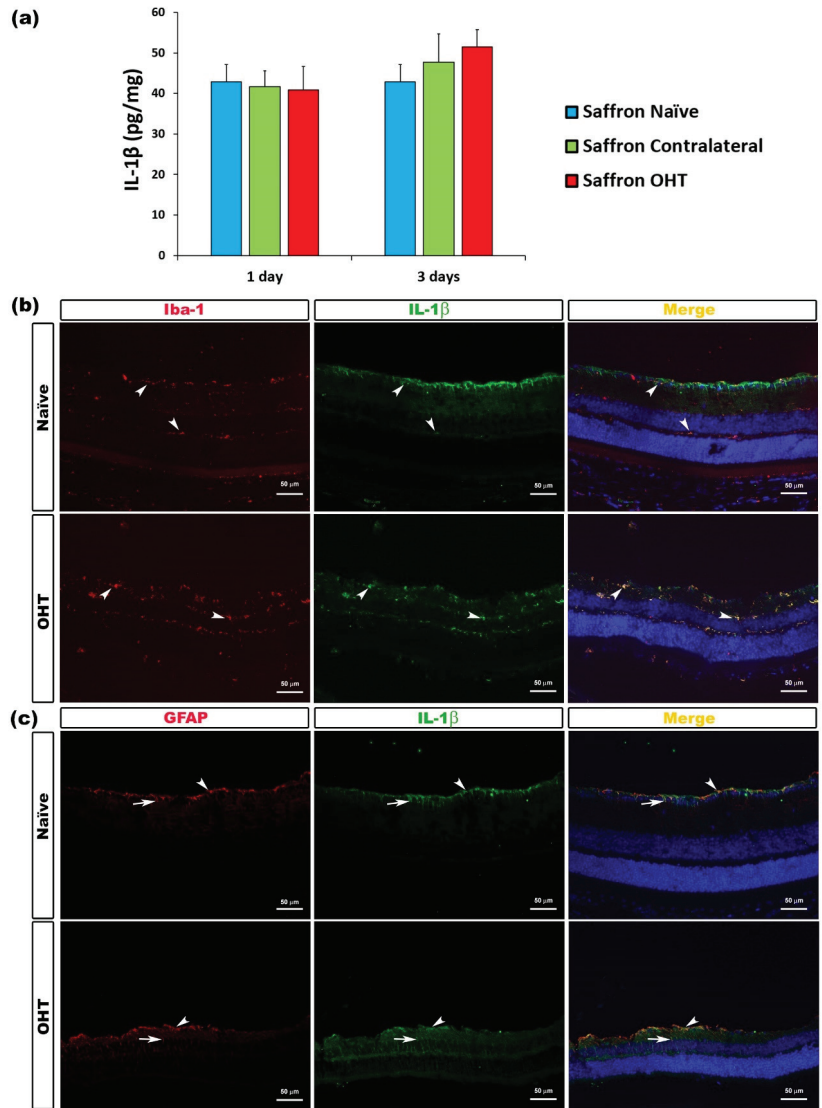 (a)
60
50
40
30
20
10
0
IL-1β (pg/mg)
1 day
3 days
Saffron Naïve
Saffron Contralateral
Saffron OHT
(b)
Iba-1
IL-1β
Merge
Naïve
50 μm
50 μm
50 μm
OHT
50 μm
50 μm
50 μm
(c)
GFAP
IL-1β
Merge
Naïve
50 μm
50 μm
50 μm
OHT
50 μm
50 μm
50 μm